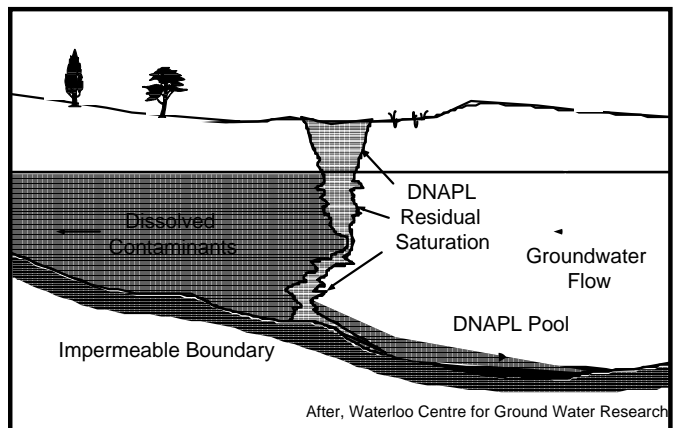 DNAPL
Residual
Saturation
Dissolved
Contaminants
Groundwater
Flow
DNAPL Pool
Impermeable Boundary
After, Waterloo Centre for Ground Water Research